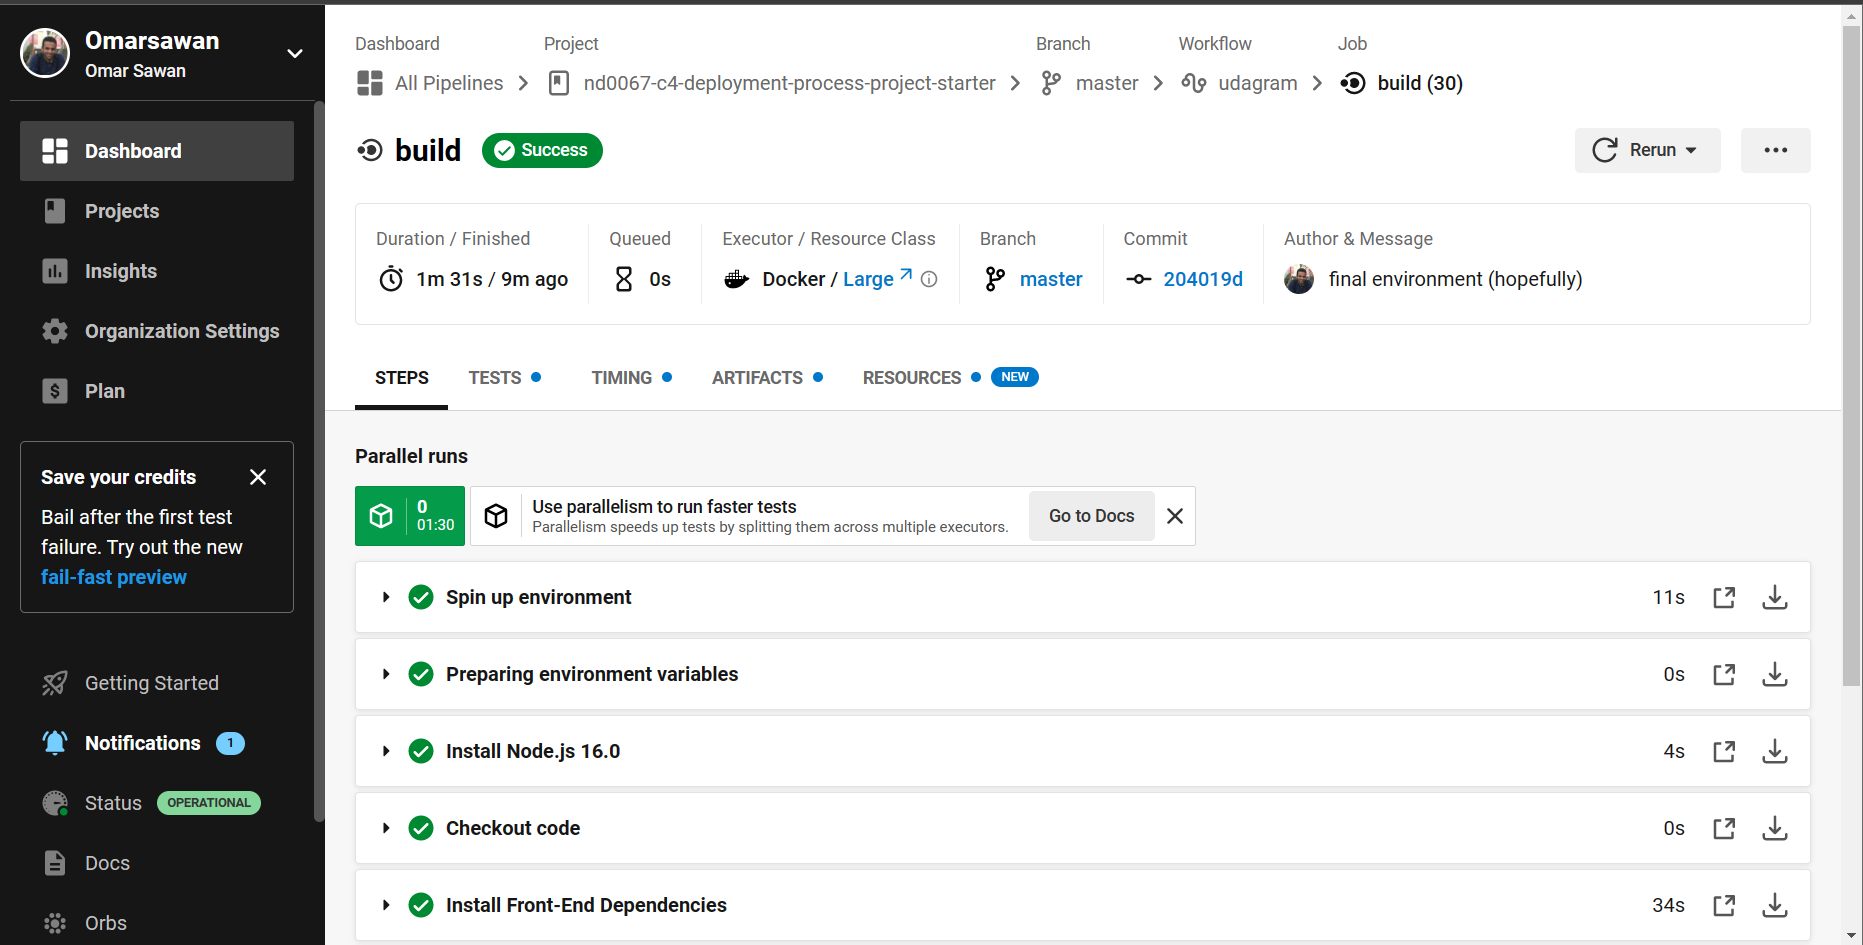 Omarsawan
Omar Sawan
Dashboard
Projects
Insights
Organization Settings
Plan
Save your credits
Bail after the first test
failure. Try out the new
fail-fast preview
Getting Started
Notifications 1
Status OPERATIONAL
Docs
Orbs
Dashboard Project Branch Workflow Job
All Pipelines nd0067-c4-deployment-process-project-starter master udagram build (30)
build Success Rerun
Duration / Finished Queued Executor / Resource Class Branch Commit Author & Message
1m 31s / 9m ago 0s Docker / Large master 204019d final environment (hopefully)
STEPS TESTS TIMING ARTIFACTS RESOURCES NEW
Parallel runs
0
01:30
Use parallelism to run faster tests
Parallelism speeds up tests by splitting them across multiple executors.
Go to Docs
Spin up environment 11s
Preparing environment variables 0s
Install Node.js 16.0 4s
Checkout code 0s
Install Front-End Dependencies 34s